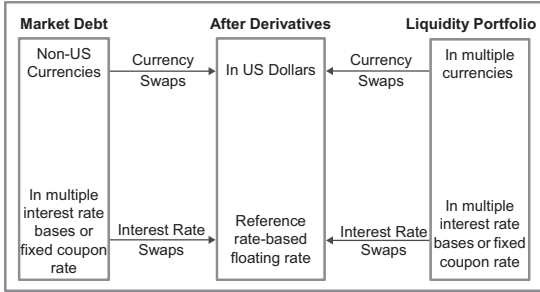 Market Debt
After Derivatives
Liquidity Portfolio
Non-US
Currencies
Currency
Swaps
In US Dollars
Currency
Swaps
In multiple
currencies
In multiple
interest rate
bases or
fixed coupon
rate
Interest Rate
Swaps
Reference
rate-based
floating rate
Interest Rate
Swaps
In multiple
interest rate
bases or fixed
coupon rate